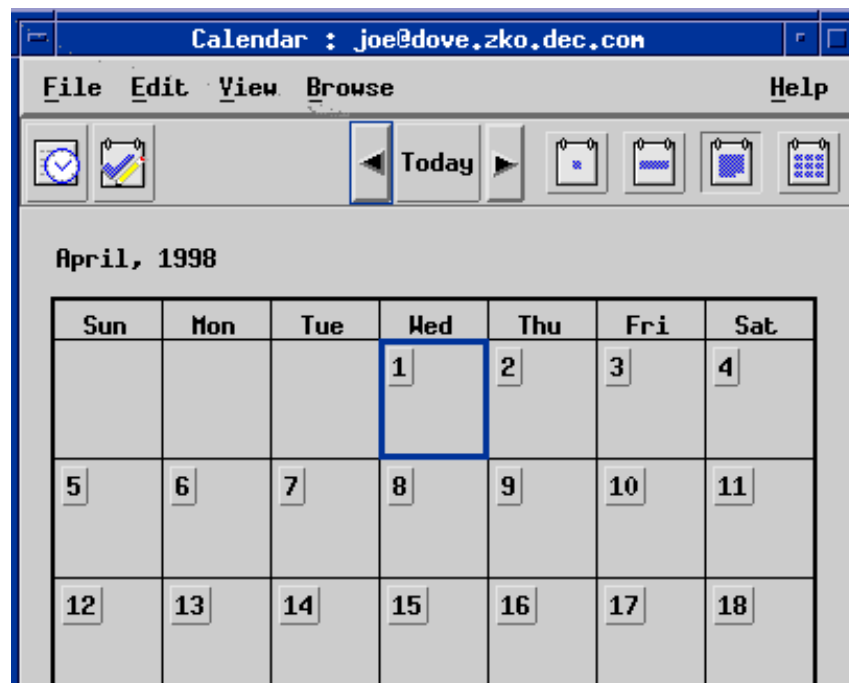 Calendar : joe@dove.zko.dec.com
File Edit View Browse Help
Today
April, 1998
Sun Mon Tue Wed Thu Fri Sat
1 2 3 4
5 6 7 8 9 10 11
12 13 14 15 16 17 18